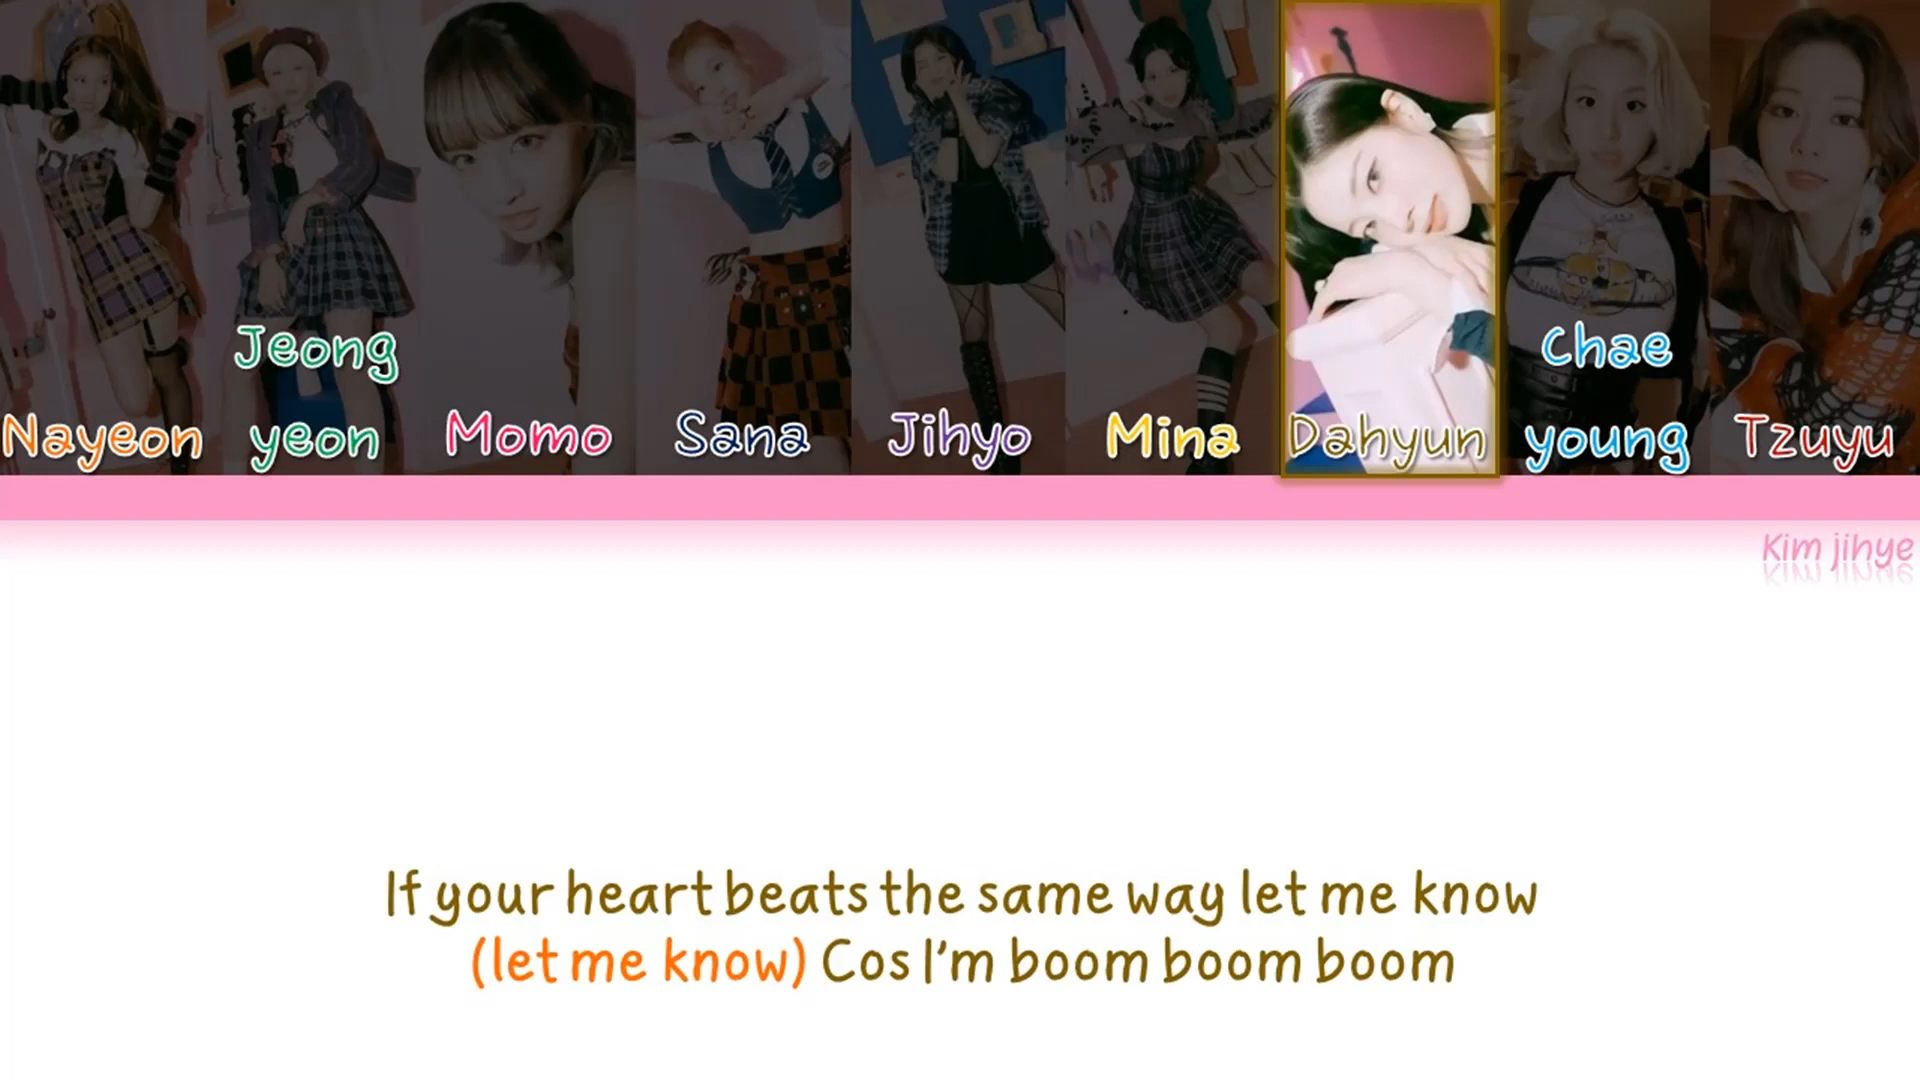 Jeong
Chae
Nayeon yeon Momo Sana Jihyo Mina Dahyun young Tzuyu
Kim jihye
If your heart beats the same way let me know
(let me know) Cos I'm boom boom boom